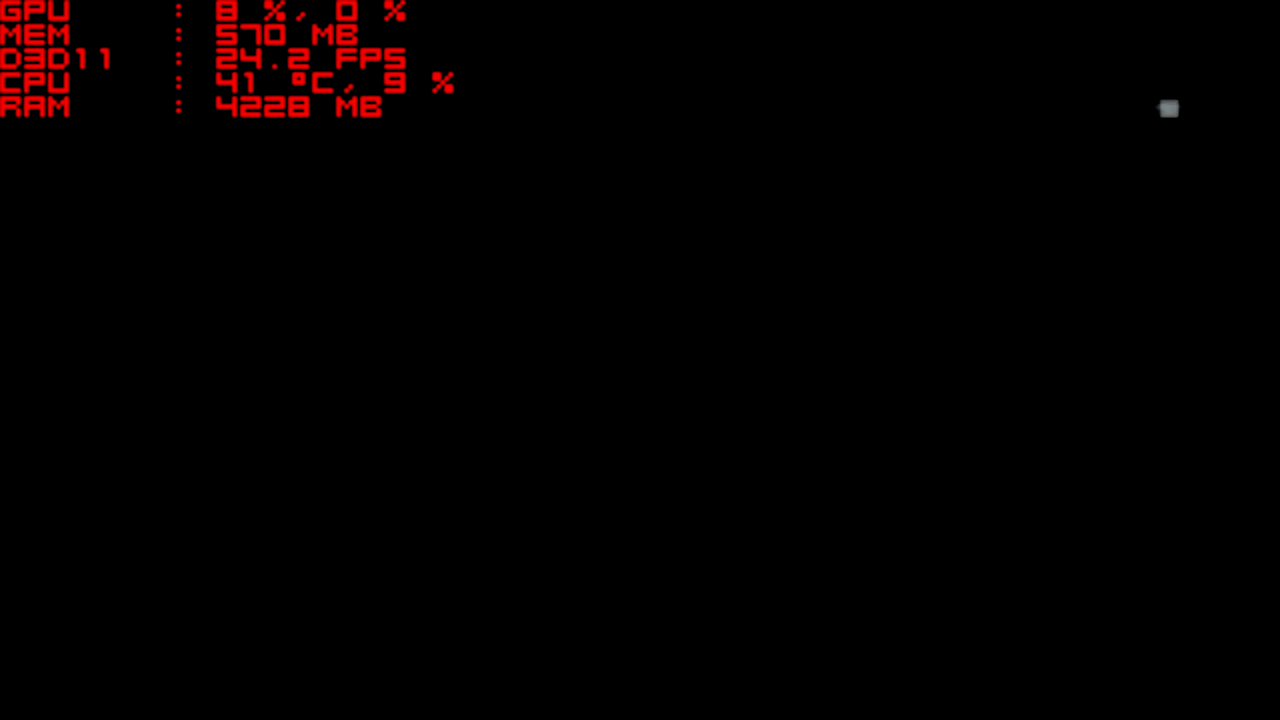 GPU : 8 %, 0 %
MEM : 570 MB
D3D11 : 24.2 FPS
CPU : 41 °C, 9 %
RAM : 4228 MB